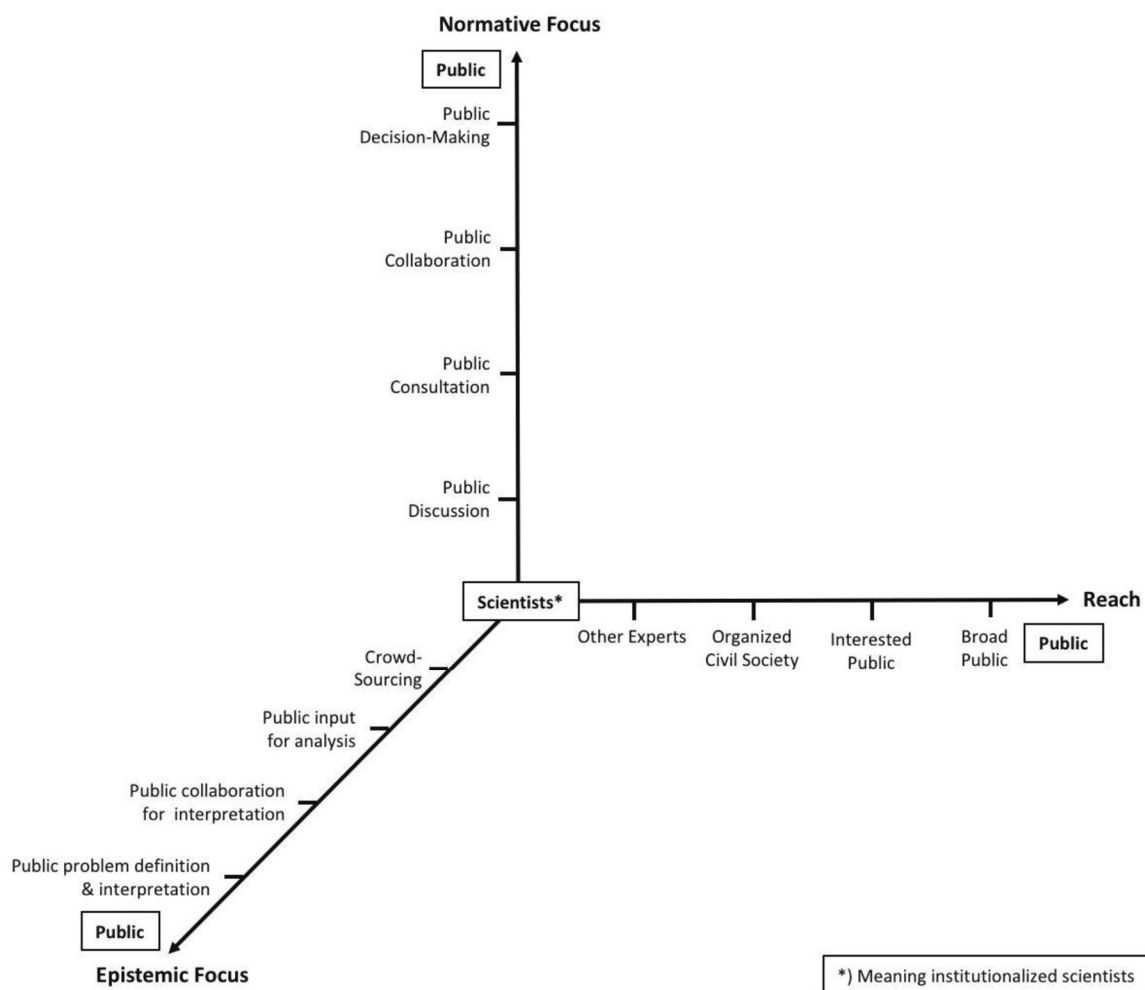 Normative Focus
Public
Public
Decision-Making
Public
Collaboration
Public
Consultation
Public
Discussion
Scientists*
Reach
Other Experts
Organized
Civil Society
Interested
Public
Broad
Public
Public
Crowd-
Sourcing
Public input
for analysis
Public collaboration
for interpretation
Public problem definition
& interpretation
Public
Epistemic Focus
*) Meaning institutionalized scientists